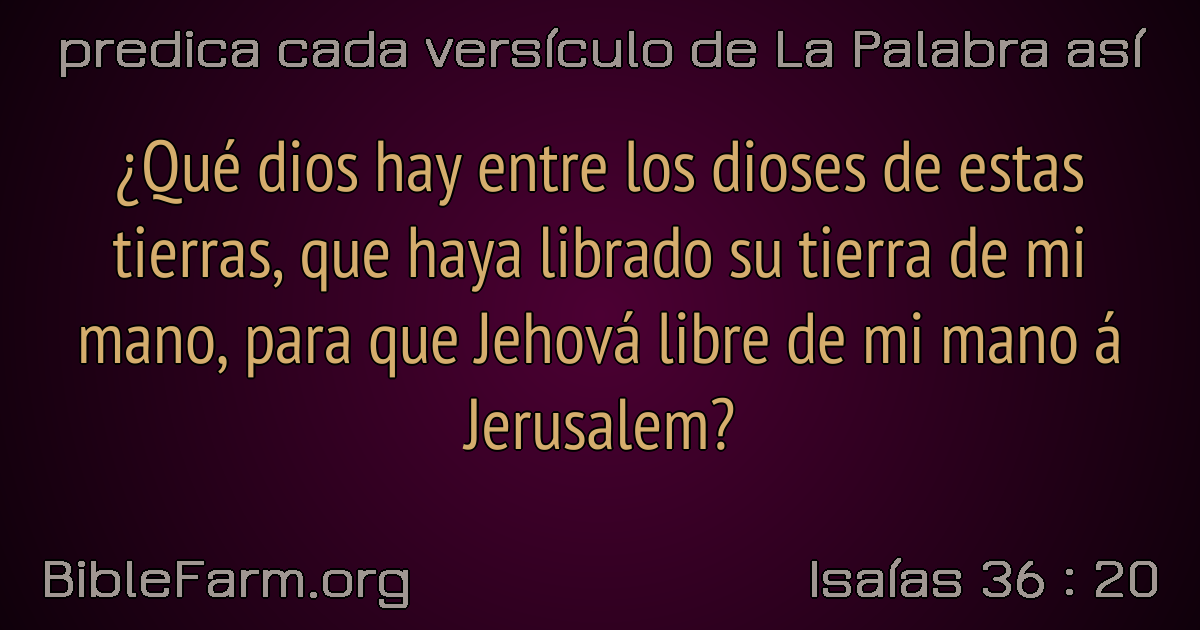 predica cada versículo de La Palabra así
¿Qué dios hay entre los dioses de estas
tierras, que haya librado su tierra de mi
mano, para que Jehová libre de mi mano á
Jerusalem?
BibleFarm.org
Isaías 36 : 20